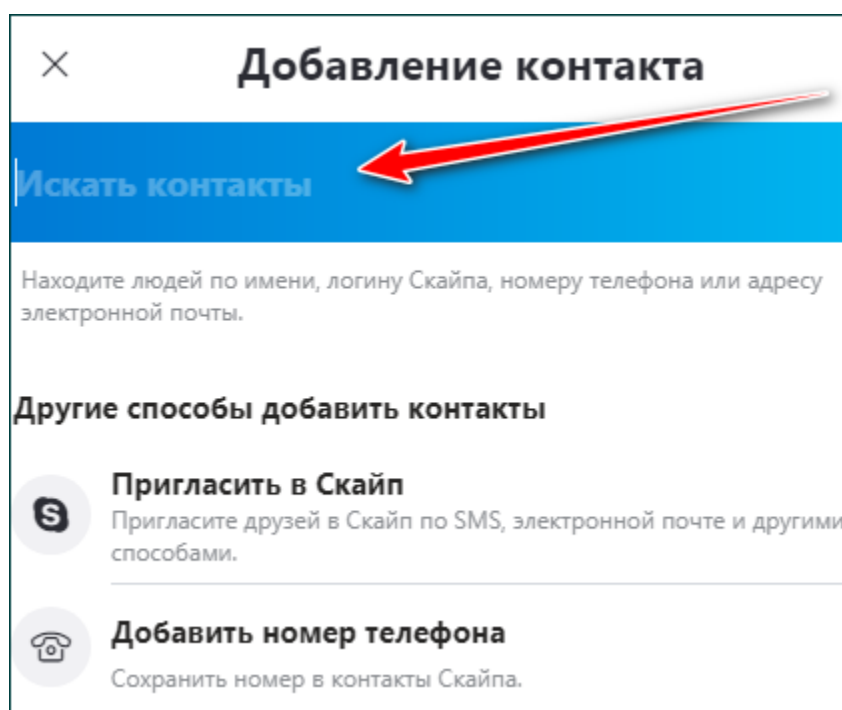 Добавление контакта
Искать контакты
Находите людей по имени, логину Скайпа, номеру телефона или адресу
электронной почты.
Другие способы добавить контакты
Пригласить в Скайп
Пригласите друзей в Скайп по SMS, электронной почте и другими
способами.
Добавить номер телефона
Сохранить номер в контакты Скайпа.